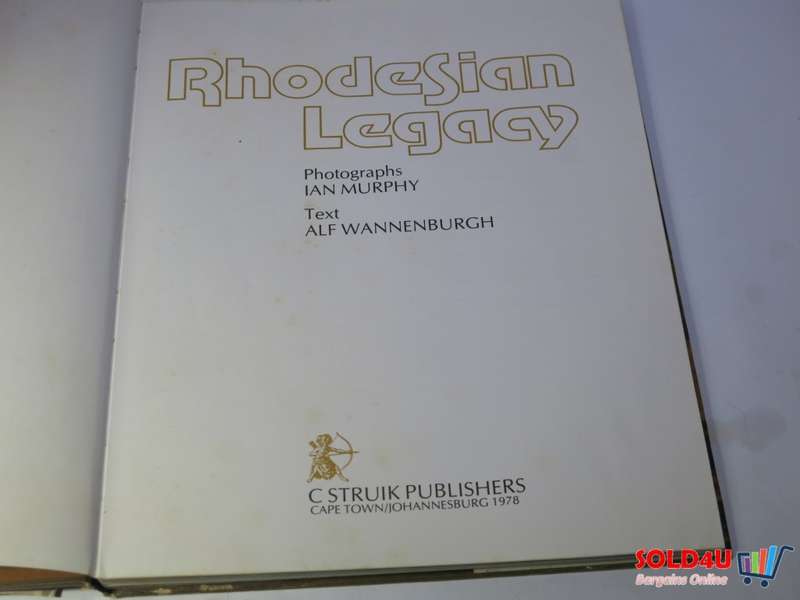 Rhodesian
Legacy
Photographs
IAN MURPHY
Text
ALF WANNENBURGH
C STRUIK PUBLISHERS
CAPE TOWN/JOHANNESBURG 1978
SOLD4U
Bargains Online